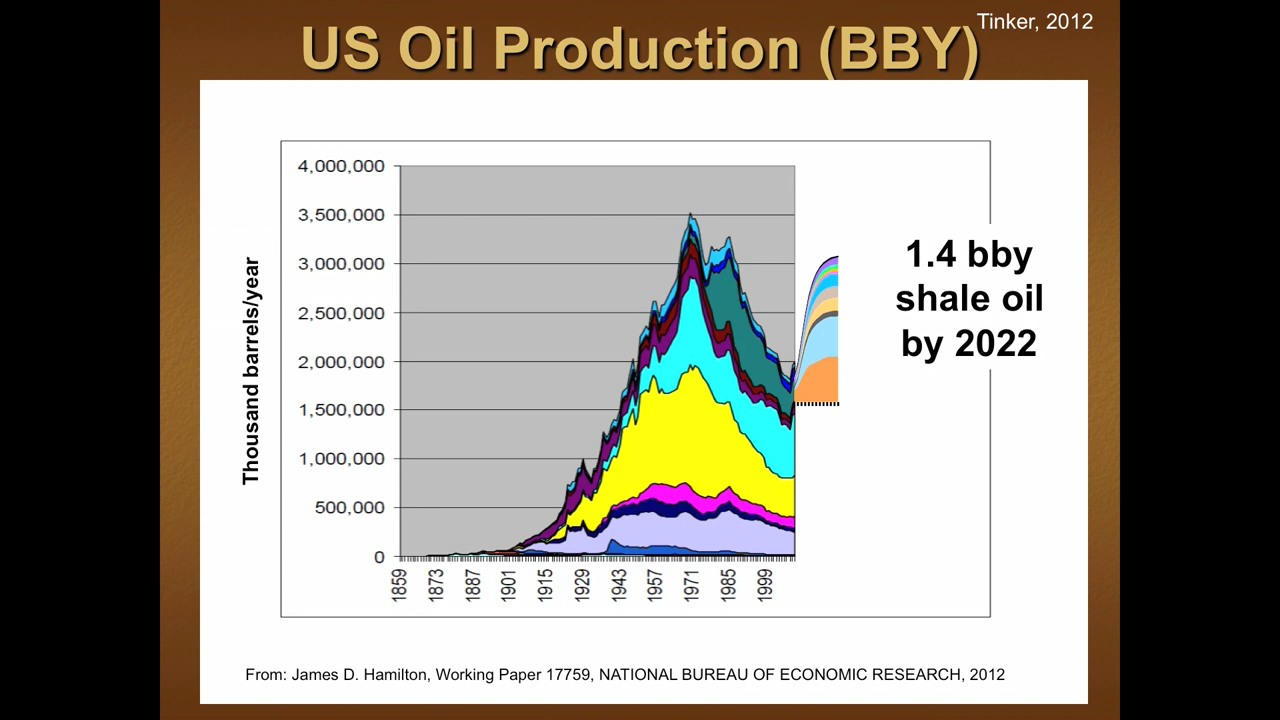 Tinker, 2012
US Oil Production (BBY)
4,000,000
3,500,000
3,000,000
2,500,000
2,000,000
1,500,000
1,000,000
500,000
0
Thousand barrels/year
1859
1873
1887
1901
1915
1929
1943
1957
1971
1985
1999
1.4 bby
shale oil
by 2022
From: James D. Hamilton, Working Paper 17759, NATIONAL BUREAU OF ECONOMIC RESEARCH, 2012